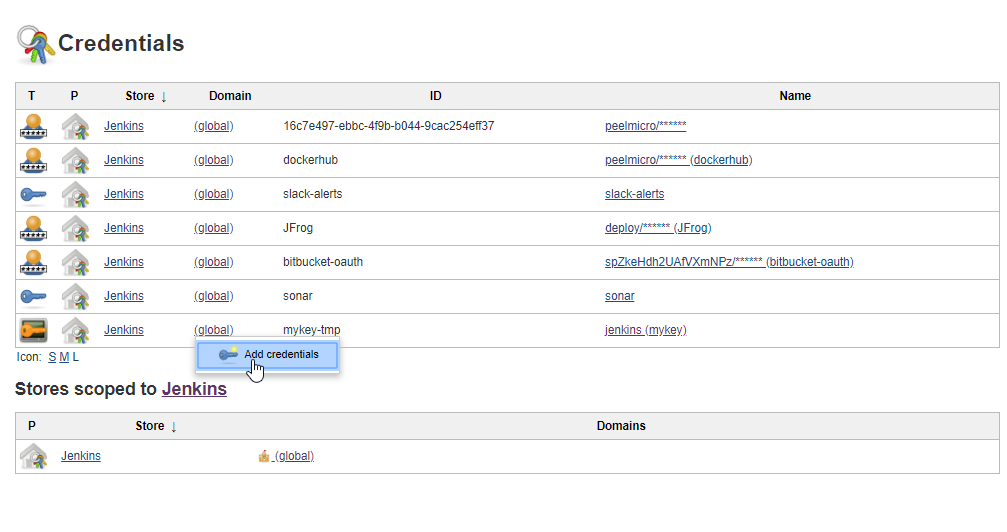 Credentials
T P Store ↓ Domain ID Name
Jenkins (global) 16c7e497-ebbc-4f9b-b044-9cac254eff37 peelmicro/******
Jenkins (global) dockerhub peelmicro/****** (dockerhub)
Jenkins (global) slack-alerts slack-alerts
Jenkins (global) JFrog deploy/****** (JFrog)
Jenkins (global) bitbucket-oauth spZkeHdh2UAfVXmNPz/****** (bitbucket-oauth)
Jenkins (global) sonar sonar
Jenkins (global) mykey-tmp jenkins (mykey)
Icon: S M L
Add credentials
Stores scoped to Jenkins
P Store ↓ Domains
Jenkins (global)